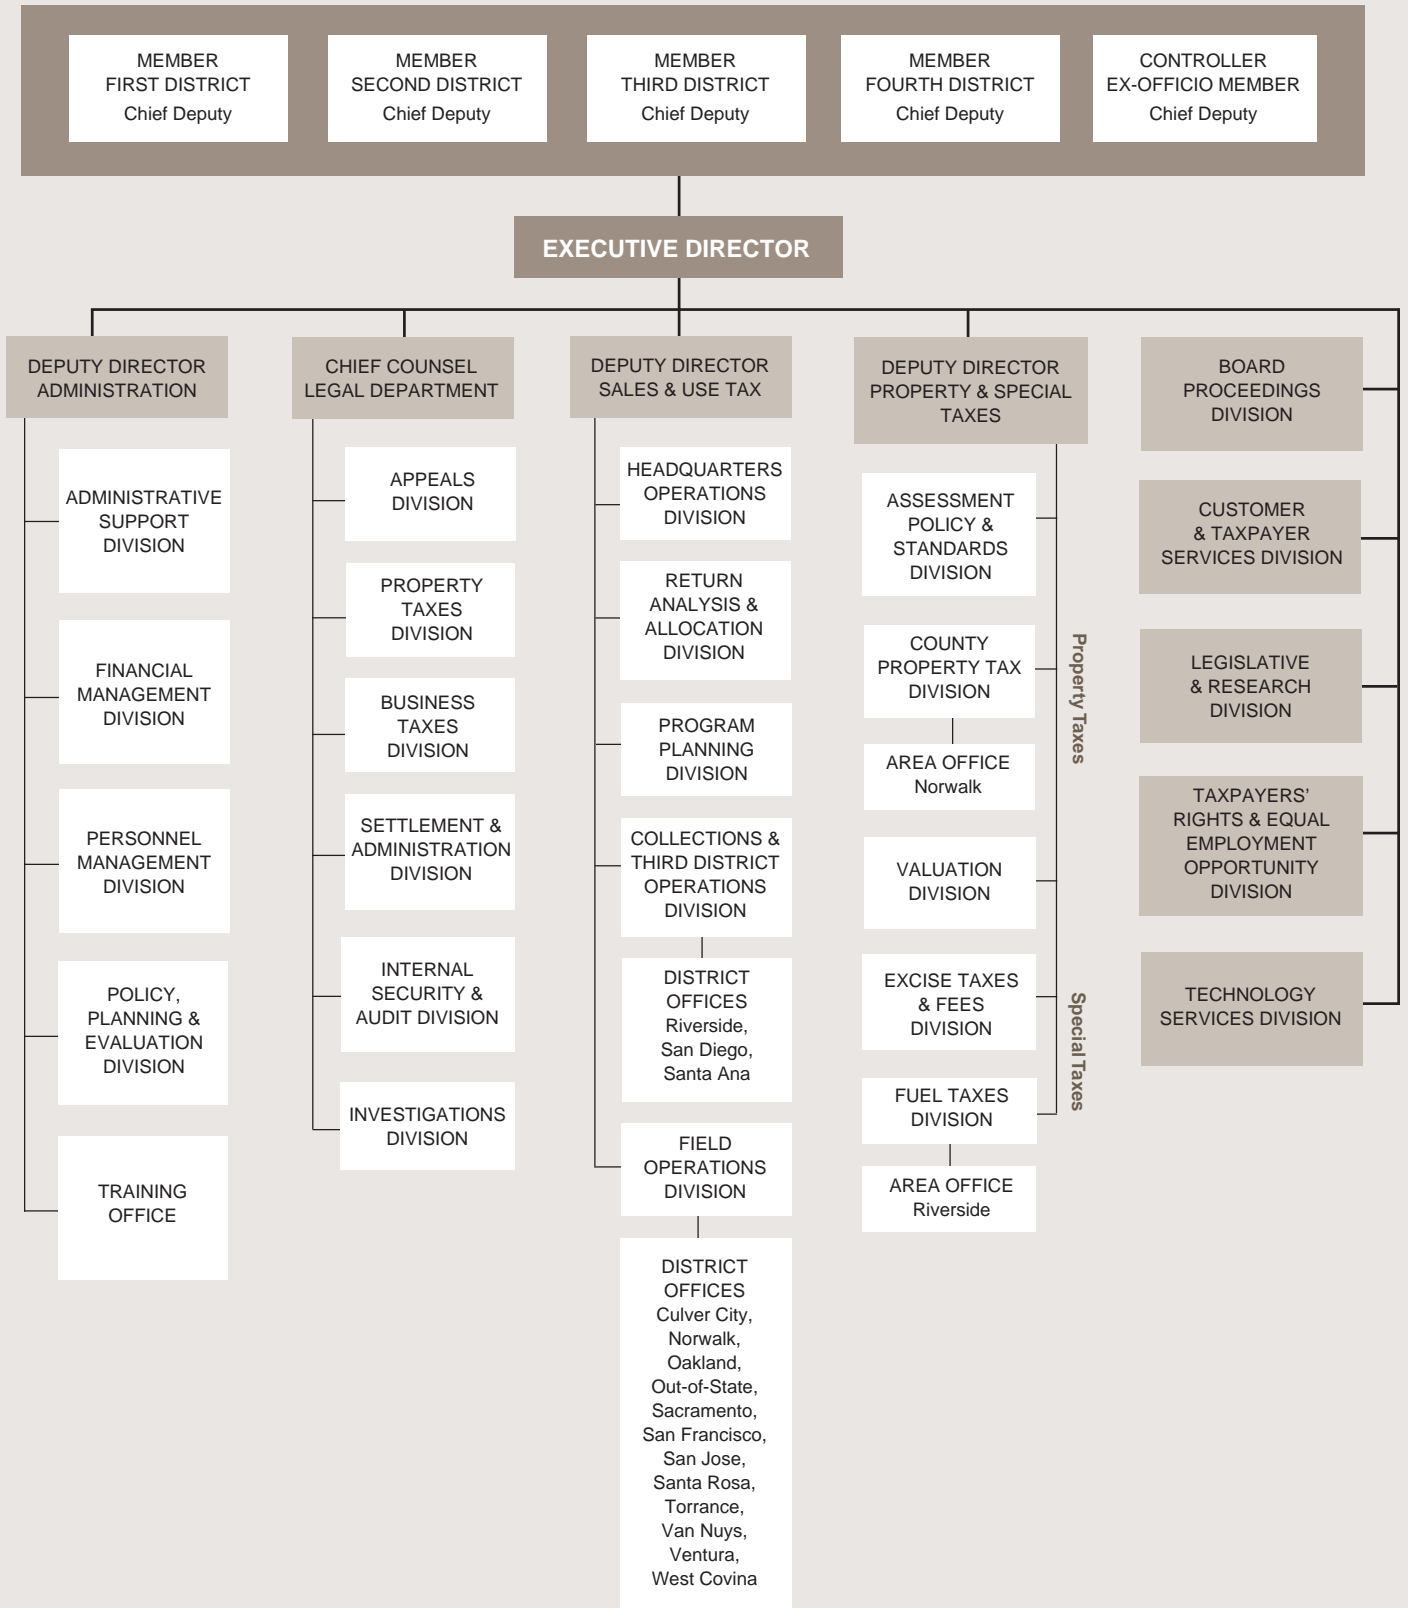 MEMBER
FIRST DISTRICT
Chief Deputy
MEMBER
SECOND DISTRICT
Chief Deputy
MEMBER
THIRD DISTRICT
Chief Deputy
MEMBER
FOURTH DISTRICT
Chief Deputy
CONTROLLER
EX-OFFICIO MEMBER
Chief Deputy
EXECUTIVE DIRECTOR
DEPUTY DIRECTOR
ADMINISTRATION
ADMINISTRATIVE
SUPPORT
DIVISION
FINANCIAL
MANAGEMENT
DIVISION
PERSONNEL
MANAGEMENT
DIVISION
POLICY,
PLANNING &
EVALUATION
DIVISION
TRAINING
OFFICE
CHIEF COUNSEL
LEGAL DEPARTMENT
APPEALS
DIVISION
PROPERTY
TAXES
DIVISION
BUSINESS
TAXES
DIVISION
SETTLEMENT &
ADMINISTRATION
DIVISION
INTERNAL
SECURITY &
AUDIT DIVISION
INVESTIGATIONS
DIVISION
DEPUTY DIRECTOR
SALES & USE TAX
HEADQUARTERS
OPERATIONS
DIVISION
RETURN
ANALYSIS &
ALLOCATION
DIVISION
PROGRAM
PLANNING
DIVISION
COLLECTIONS &
THIRD DISTRICT
OPERATIONS
DIVISION
DISTRICT
OFFICES
Riverside,
San Diego,
Santa Ana
FIELD
OPERATIONS
DIVISION
DISTRICT
OFFICES
Culver City,
Norwalk,
Oakland,
Out-of-State,
Sacramento,
San Francisco,
San Jose,
Santa Rosa,
Torrance,
Van Nuys,
Ventura,
West Covina
DEPUTY DIRECTOR
PROPERTY & SPECIAL
TAXES
Property Taxes
ASSESSMENT
POLICY &
STANDARDS
DIVISION
COUNTY
PROPERTY TAX
DIVISION
AREA OFFICE
Norwalk
VALUATION
DIVISION
Special Taxes
EXCISE TAXES
& FEES
DIVISION
FUEL TAXES
DIVISION
AREA OFFICE
Riverside
BOARD
PROCEEDINGS
DIVISION
CUSTOMER
& TAXPAYER
SERVICES DIVISION
LEGISLATIVE
& RESEARCH
DIVISION
TAXPAYERS’
RIGHTS & EQUAL
EMPLOYMENT
OPPORTUNITY
DIVISION
TECHNOLOGY
SERVICES DIVISION